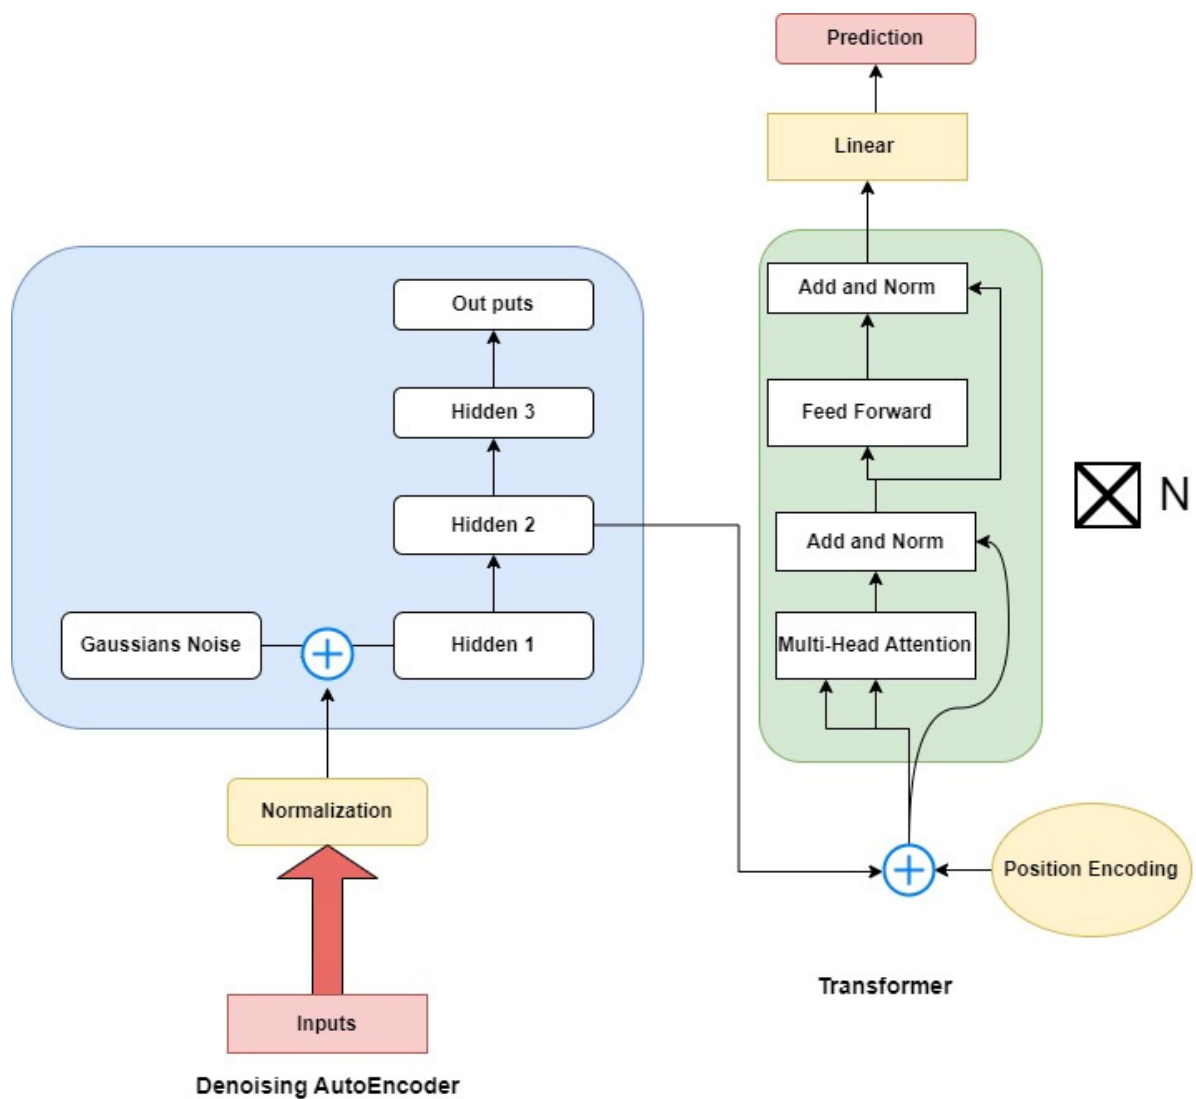 Prediction
Linear
Add and Norm
Out puts
Hidden 3
Feed Forward
Hidden 2
N
Add and Norm
Gaussians Noise
Hidden 1
Multi-Head Attention
Normalization
Position Encoding
Transformer
Inputs
Denoising AutoEncoder